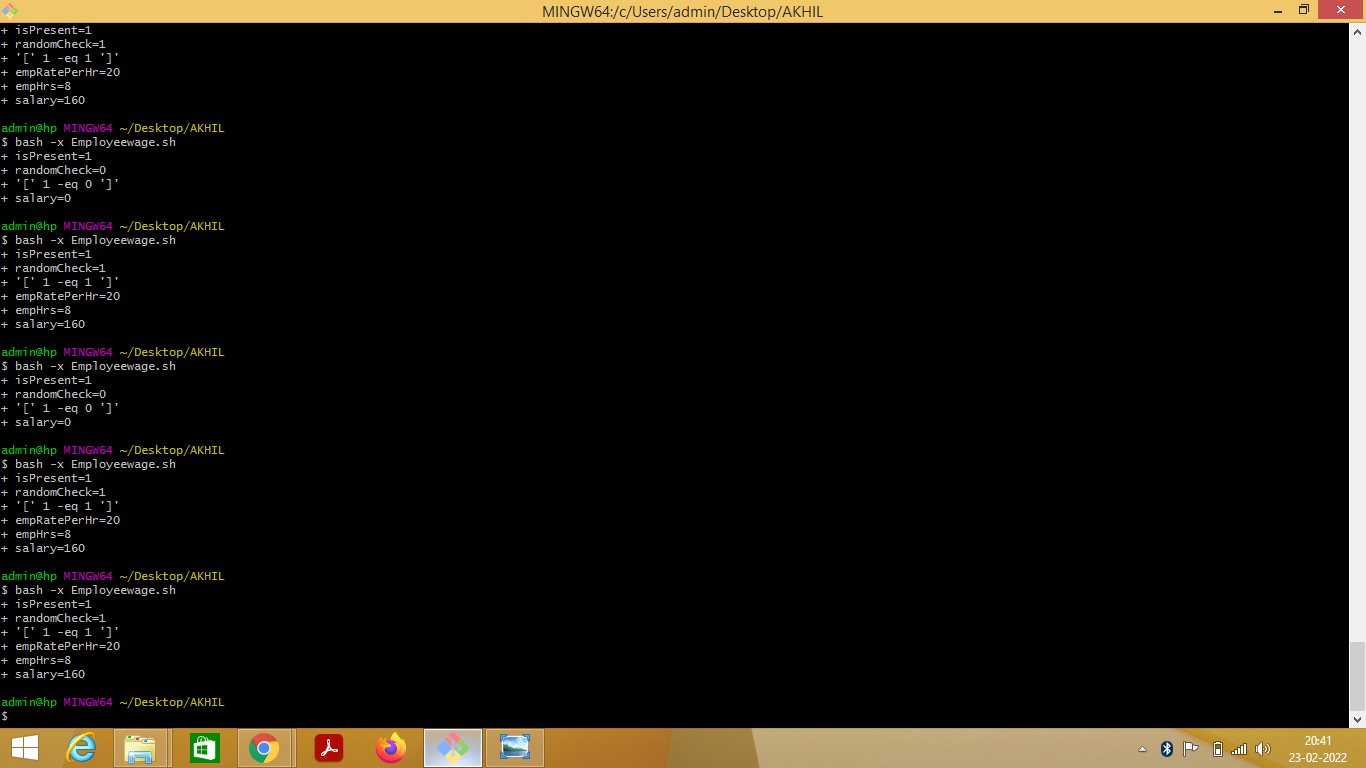 MINGW64:/c/Users/admin/Desktop/AKHIL
+ isPresent=1
+ randomCheck=1
+ '[' 1 -eq 1 ']'
+ empRatePerHr=20
+ empHrs=8
+ salary=160
admin@hp MINGW64 ~/Desktop/AKHIL
$ bash -x Employeewage.sh
+ isPresent=1
+ randomCheck=0
+ '[' 1 -eq 0 ']'
+ salary=0
admin@hp MINGW64 ~/Desktop/AKHIL
$ bash -x Employeewage.sh
+ isPresent=1
+ randomCheck=1
+ '[' 1 -eq 1 ']'
+ empRatePerHr=20
+ empHrs=8
+ salary=160
admin@hp MINGW64 ~/Desktop/AKHIL
$ bash -x Employeewage.sh
+ isPresent=1
+ randomCheck=0
+ '[' 1 -eq 0 ']'
+ salary=0
admin@hp MINGW64 ~/Desktop/AKHIL
$ bash -x Employeewage.sh
+ isPresent=1
+ randomCheck=1
+ '[' 1 -eq 1 ']'
+ empRatePerHr=20
+ empHrs=8
+ salary=160
admin@hp MINGW64 ~/Desktop/AKHIL
$ bash -x Employeewage.sh
+ isPresent=1
+ randomCheck=1
+ '[' 1 -eq 1 ']'
+ empRatePerHr=20
+ empHrs=8
+ salary=160
admin@hp MINGW64 ~/Desktop/AKHIL
$
20:41
23-02-2022